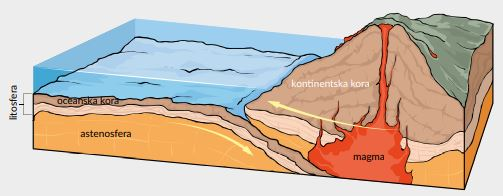 kontinentska kora
litosfera
oceanska kora
astenosfera
magma